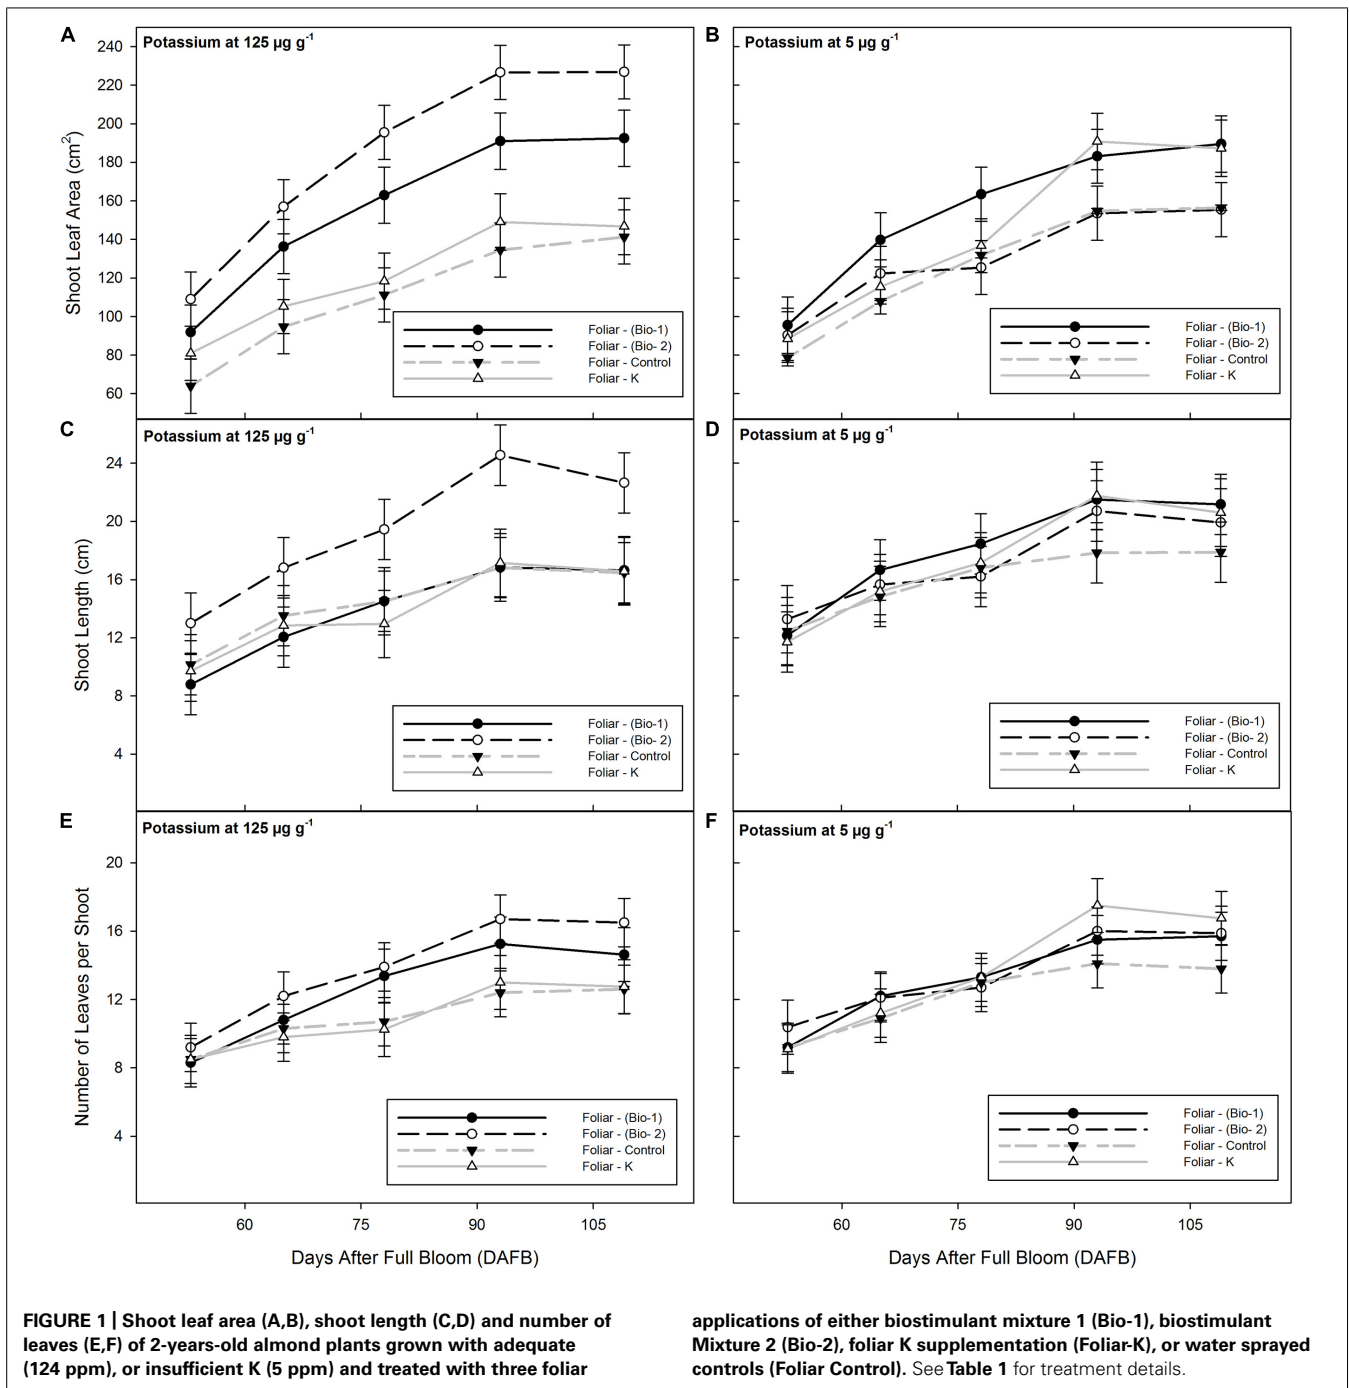 A
Potassium at 125 µg g-1
240
220
200
180
160
140
120
100
80
60
Shoot Leaf Area (cm2)
Foliar - (Bio-1)
Foliar - (Bio- 2)
Foliar - Control
Foliar - K
B
Potassium at 5 µg g-1
Foliar - (Bio-1)
Foliar - (Bio- 2)
Foliar - Control
Foliar - K
C
Potassium at 125 µg g-1
24
20
16
12
8
4
Shoot Length (cm)
Foliar - (Bio-1)
Foliar - (Bio- 2)
Foliar - Control
Foliar - K
D
Potassium at 5 µg g-1
Foliar - (Bio-1)
Foliar - (Bio- 2)
Foliar - Control
Foliar - K
E
Potassium at 125 µg g-1
20
16
12
8
4
Number of Leaves per Shoot
Foliar - (Bio-1)
Foliar - (Bio- 2)
Foliar - Control
Foliar - K
60 75 90 105
Days After Full Bloom (DAFB)
F
Potassium at 5 µg g-1
Foliar - (Bio-1)
Foliar - (Bio- 2)
Foliar - Control
Foliar - K
60 75 90 105
Days After Full Bloom (DAFB)
FIGURE 1 | Shoot leaf area (A,B), shoot length (C,D) and number of
leaves (E,F) of 2-years-old almond plants grown with adequate
(124 ppm), or insufficient K (5 ppm) and treated with three foliar
applications of either biostimulant mixture 1 (Bio-1), biostimulant
Mixture 2 (Bio-2), foliar K supplementation (Foliar-K), or water sprayed
controls (Foliar Control). See Table 1 for treatment details.